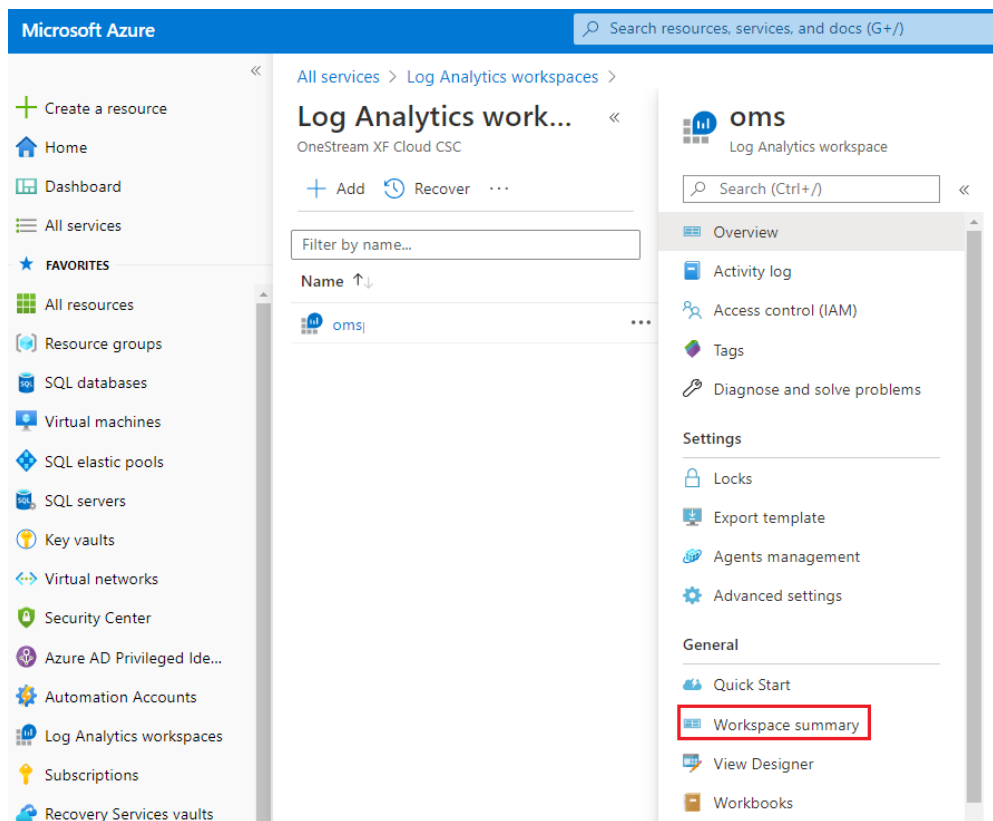 Microsoft Azure
Search resources, services, and docs (G+/)
Create a resource
Home
Dashboard
All services
FAVORITES
All resources
Resource groups
SQL databases
Virtual machines
SQL elastic pools
SQL servers
Key vaults
Virtual networks
Security Center
Azure AD Privileged Ide...
Automation Accounts
Log Analytics workspaces
Subscriptions
Recovery Services vaults
All services > Log Analytics workspaces >
Log Analytics work...
OneStream XF Cloud CSC
Add
Recover
Filter by name...
Name
oms
oms
Log Analytics workspace
Search (Ctrl+/)
Overview
Activity log
Access control (IAM)
Tags
Diagnose and solve problems
Settings
Locks
Export template
Agents management
Advanced settings
General
Quick Start
Workspace summary
View Designer
Workbooks